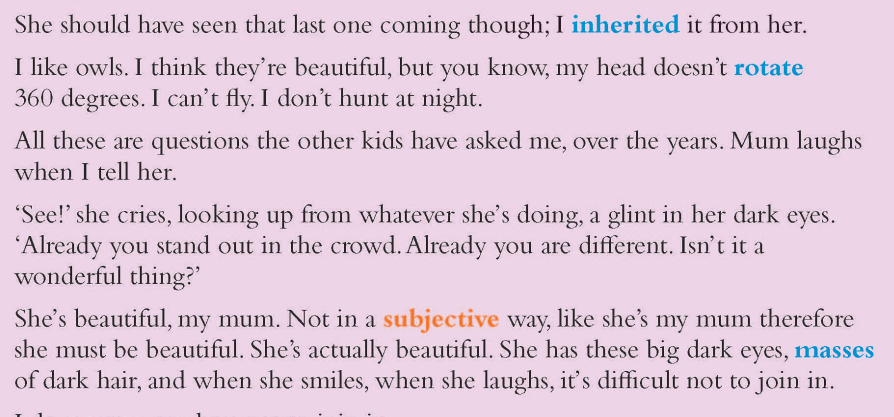 She should have seen that last one coming though; I inherited it from her.
I like owls. I think they’re beautiful, but you know, my head doesn’t rotate
360 degrees. I can’t fly. I don’t hunt at night.
All these are questions the other kids have asked me, over the years. Mum laughs
when I tell her.
‘See!’ she cries, looking up from whatever she’s doing, a glint in her dark eyes.
‘Already you stand out in the crowd. Already you are different. Isn’t it a
wonderful thing?’
She’s beautiful, my mum. Not in a subjective way, like she’s my mum therefore
she must be beautiful. She’s actually beautiful. She has these big dark eyes, masses
of dark hair, and when she smiles, when she laughs, it’s difficult not to join in.